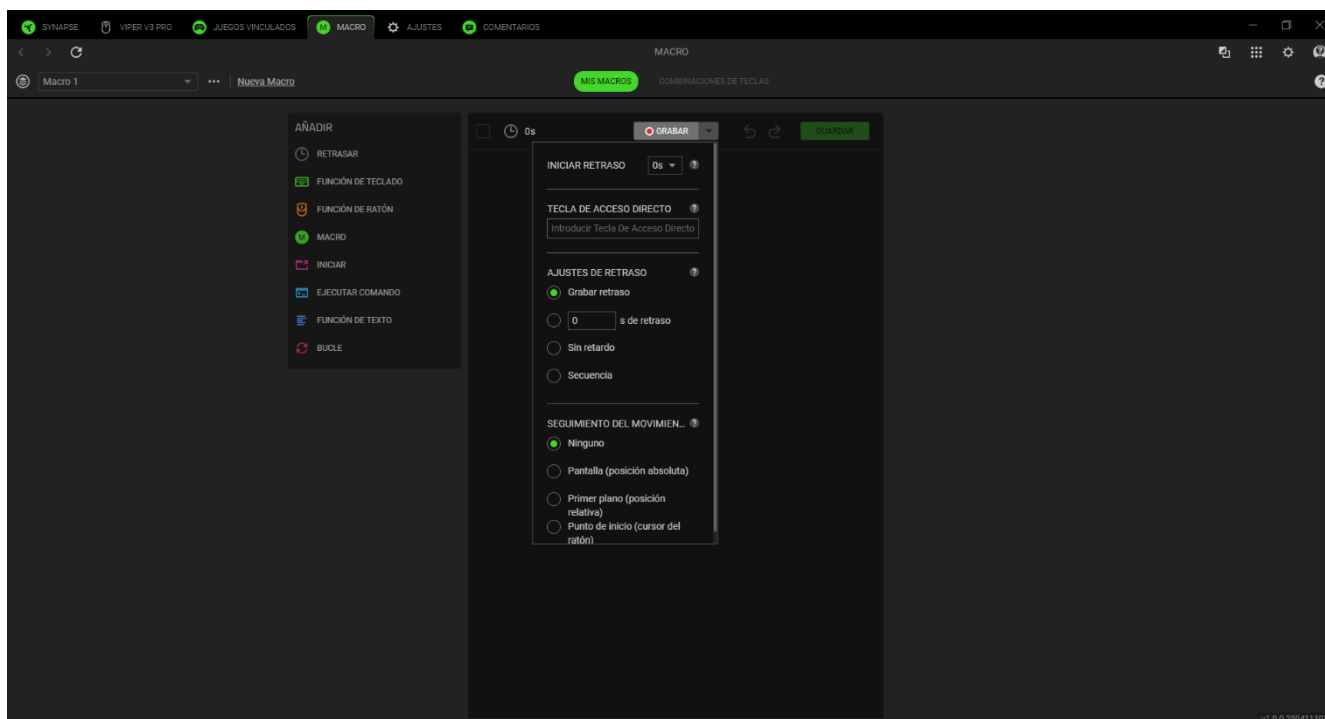 SYNAPSE VIPER V3 PRO JUEGOS VINCULADOS MACRO AJUSTES COMENTARIOS
MACRO
Macro 1 Nueva Macro MIS MACROS COMBINACIONES DE TECLAS
AÑADIR
RETRASAR
FUNCIÓN DE TECLADO
FUNCIÓN DE RATÓN
MACRO
INICIAR
EJECUTAR COMANDO
FUNCIÓN DE TEXTO
BUCLE
0s GRABAR GUARDAR
INICIAR RETRASO 0s
TECLA DE ACCESO DIRECTO
Introducir Tecla De Acceso Directo
AJUSTES DE RETRASO
Grabar retraso
0 s de retraso
Sin retardo
Secuencia
SEGUIMIENTO DEL MOVIMIEN...
Ninguno
Pantalla (posición absoluta)
Primer plano (posición
relativa)
Punto de inicio (cursor del
ratón)